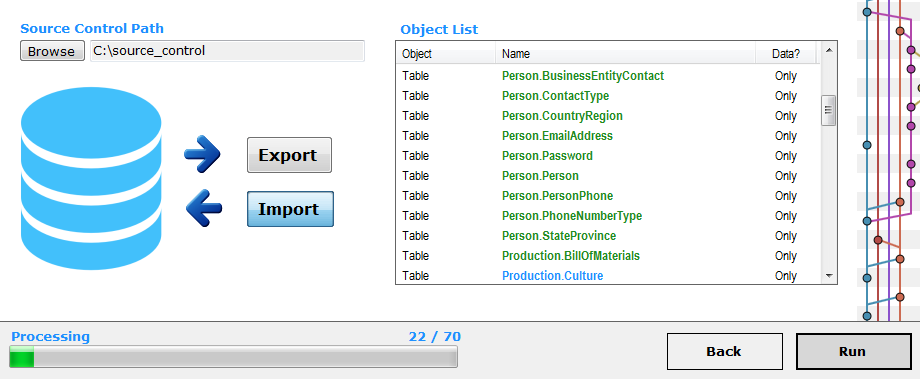 Source Control Path
Browse C:\source_control
Export
Import
Object List
Object Name Data?
Table Person.BusinessEntityContact Only
Table Person.ContactType Only
Table Person.CountryRegion Only
Table Person.EmailAddress Only
Table Person.Password Only
Table Person.Person Only
Table Person.PersonPhone Only
Table Person.PhoneNumberType Only
Table Person.StateProvince Only
Table Production.BillOfMaterials Only
Table Production.Culture Only
Processing 22 / 70
Back Run